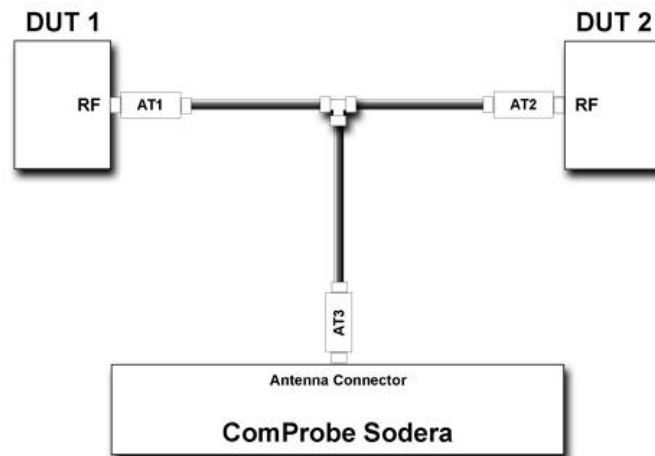 DUT 1
DUT 2
RF
AT1
AT2
RF
AT3
Antenna Connector
ComProbe Sodera